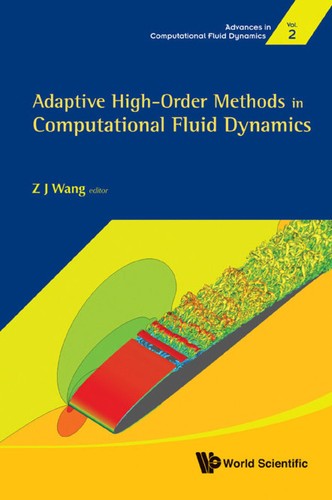 Advances in
Computational Fluid Dynamics
Vol.
2
Adaptive High-Order Methods in
Computational Fluid Dynamics
Z J Wang editor
World Scientific